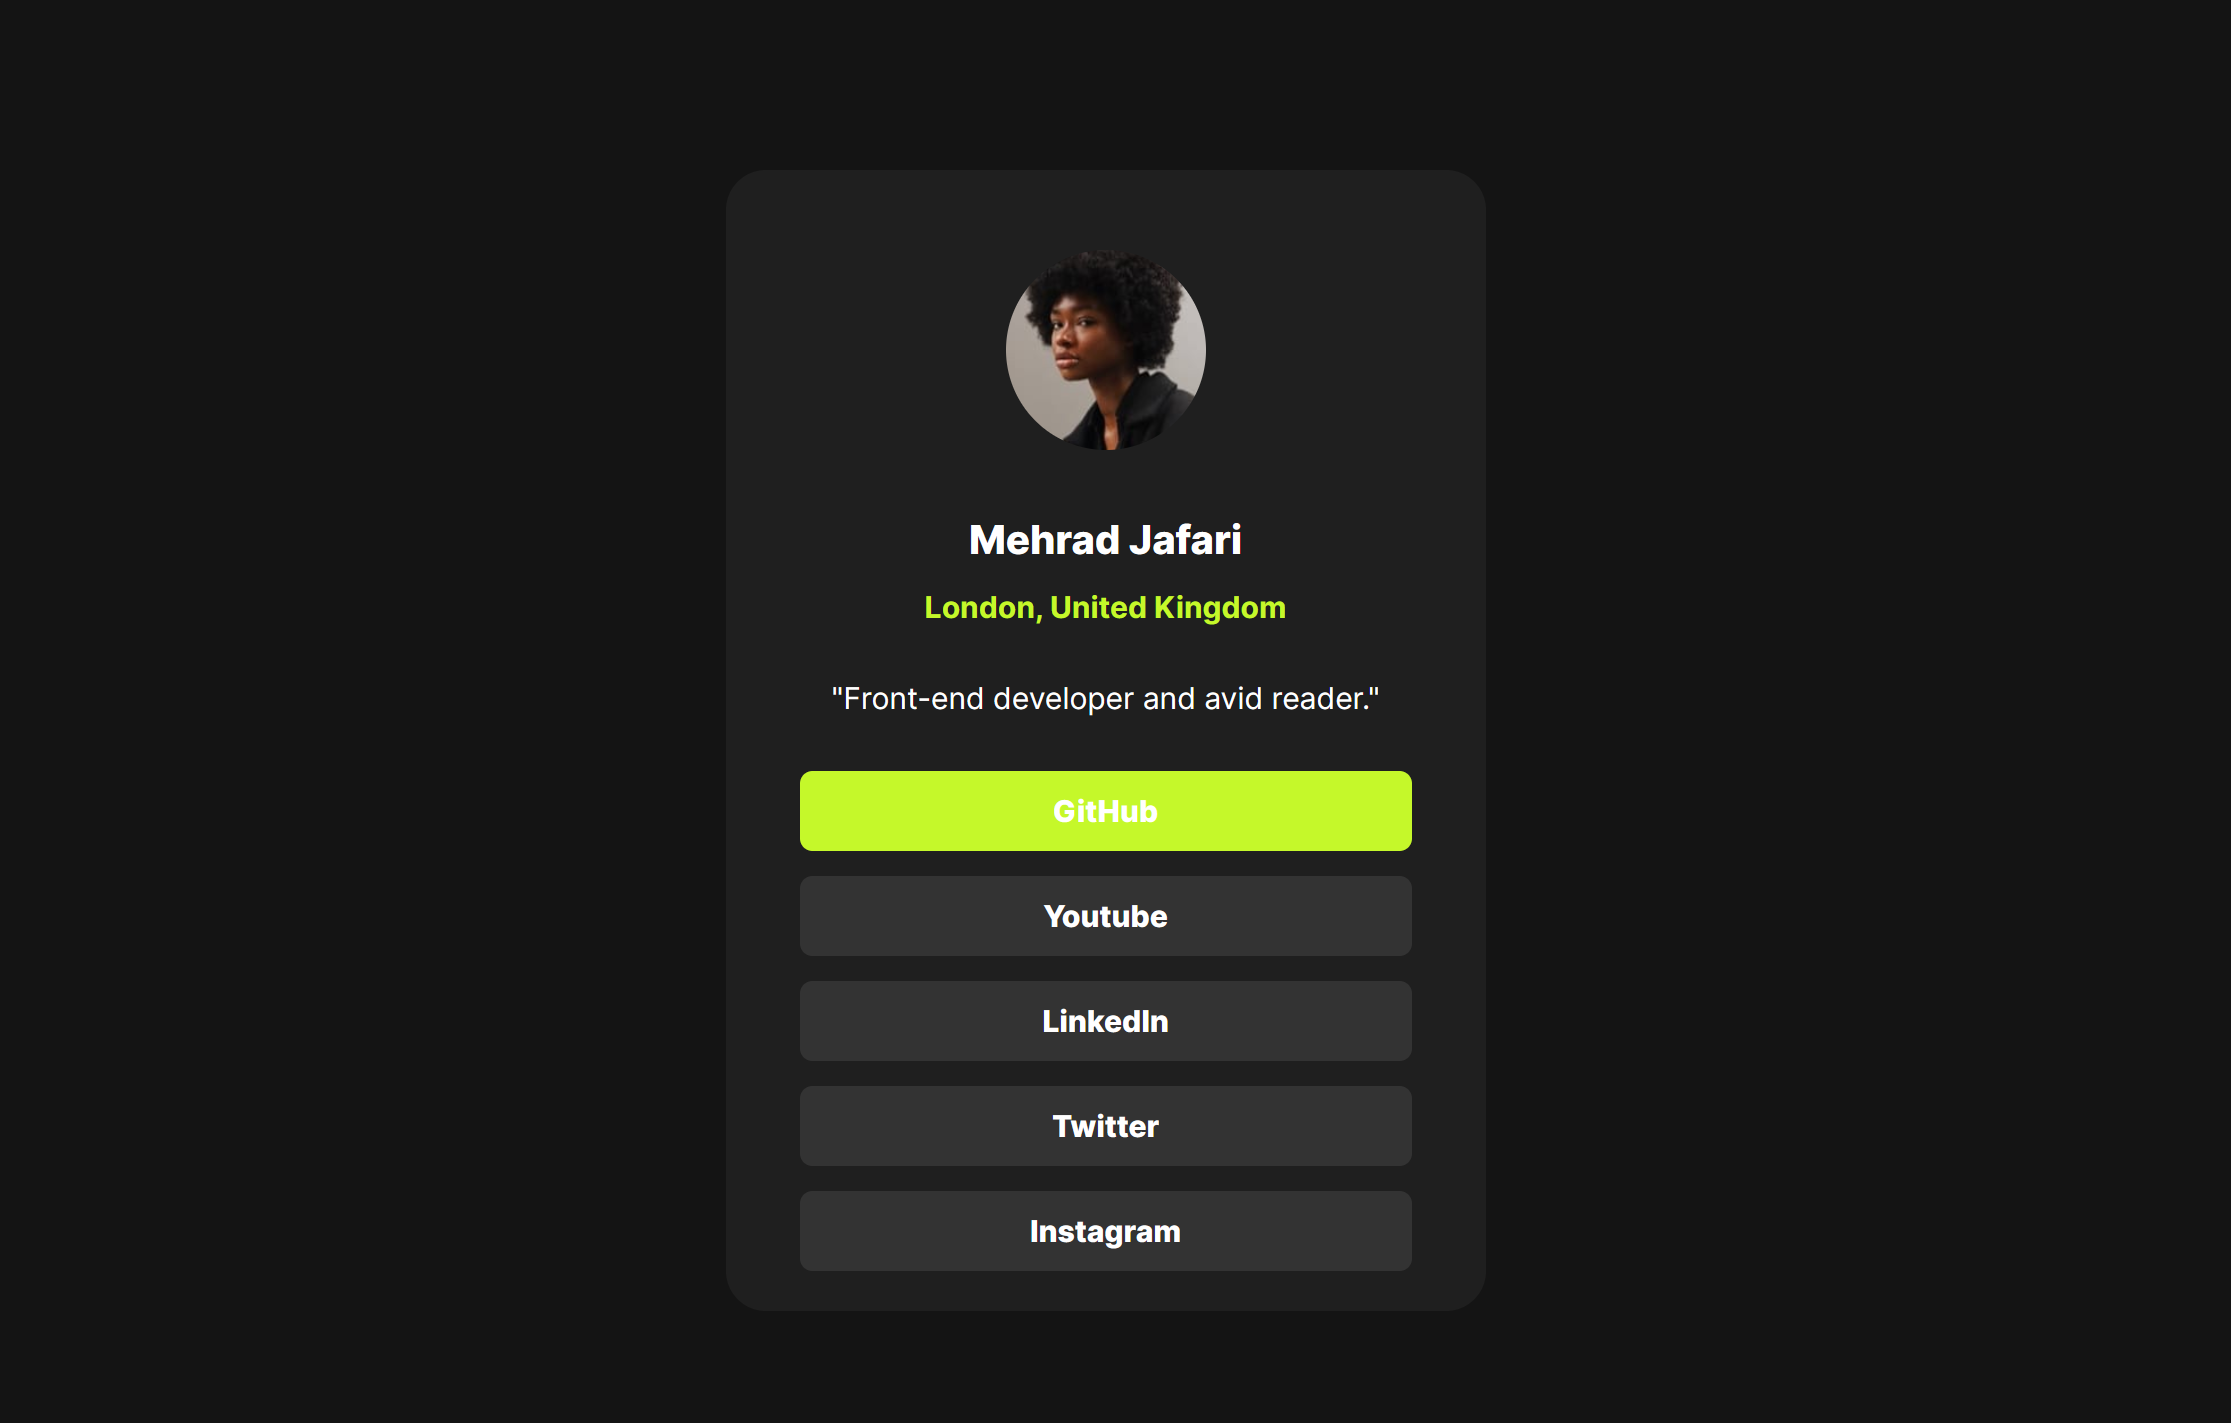 Mehrad Jafari
London, United Kingdom
"Front-end developer and avid reader."
GitHub
Youtube
LinkedIn
Twitter
Instagram